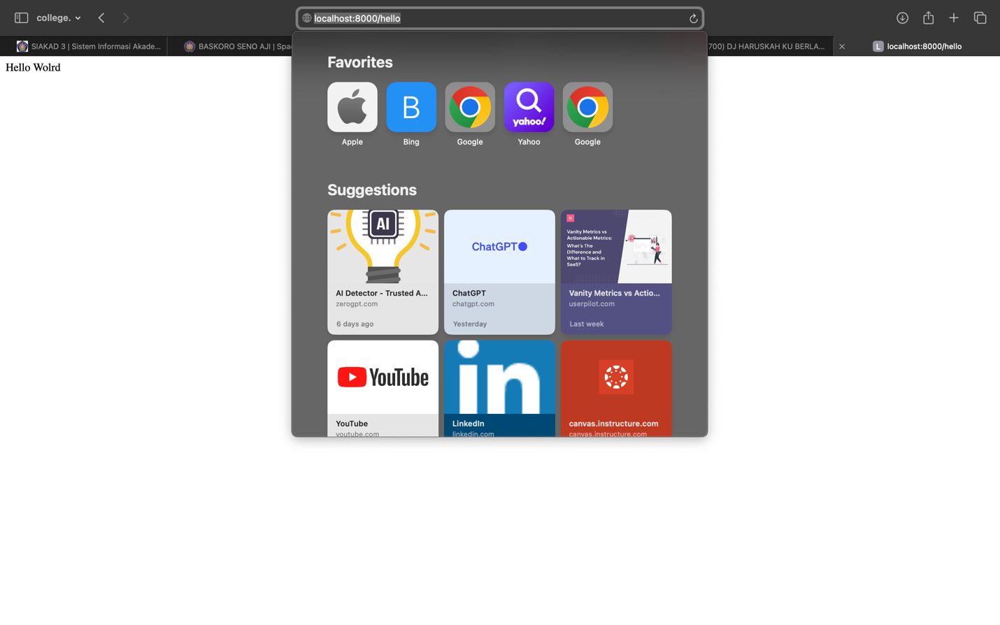 college.
localhost:8000/hello
SIAKAD 3 | Sistem Informasi Akade...
BASKORO SENO AJI | Spa
700) DJ HARUSKAH KU BERLA...
L localhost:8000/hello
Hello Wolrd
Favorites
B
yahoo!
Apple
Bing
Google
Yahoo
Google
Suggestions
AI
AI Detector - Trusted A...
zerogpt.com
6 days ago
ChatGPT
ChatGPT
chatgpt.com
Yesterday
u
Vanity Metrics vs
Actionable Metrics:
What's The
Difference and
What to Track in
SaaS?
Vanity Metrics vs Actio...
userpilot.com
Last week
YouTube
YouTube
youtube.com
in
LinkedIn
linkedin.com
canvas.instructure.com
canvas.instructure.com